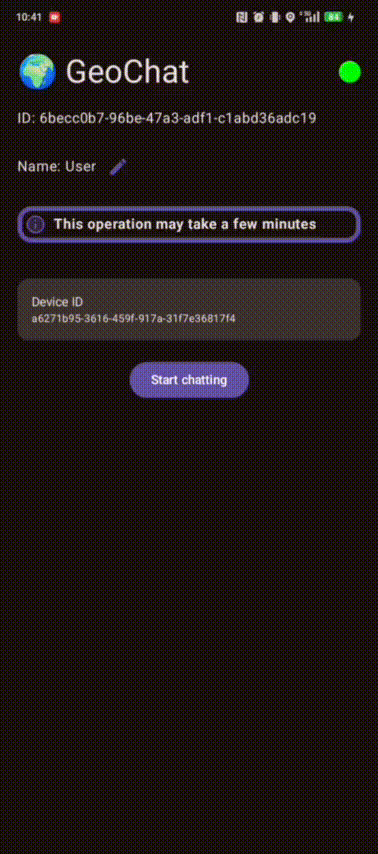 10:41
84
GeoChat
ID: 6becc0b7-96be-47a3-adf1-c1abd36adc19
Name: User
This operation may take a few minutes
Device ID
a6271b95-3616-459f-917a-31f7e36817f4
Start chatting